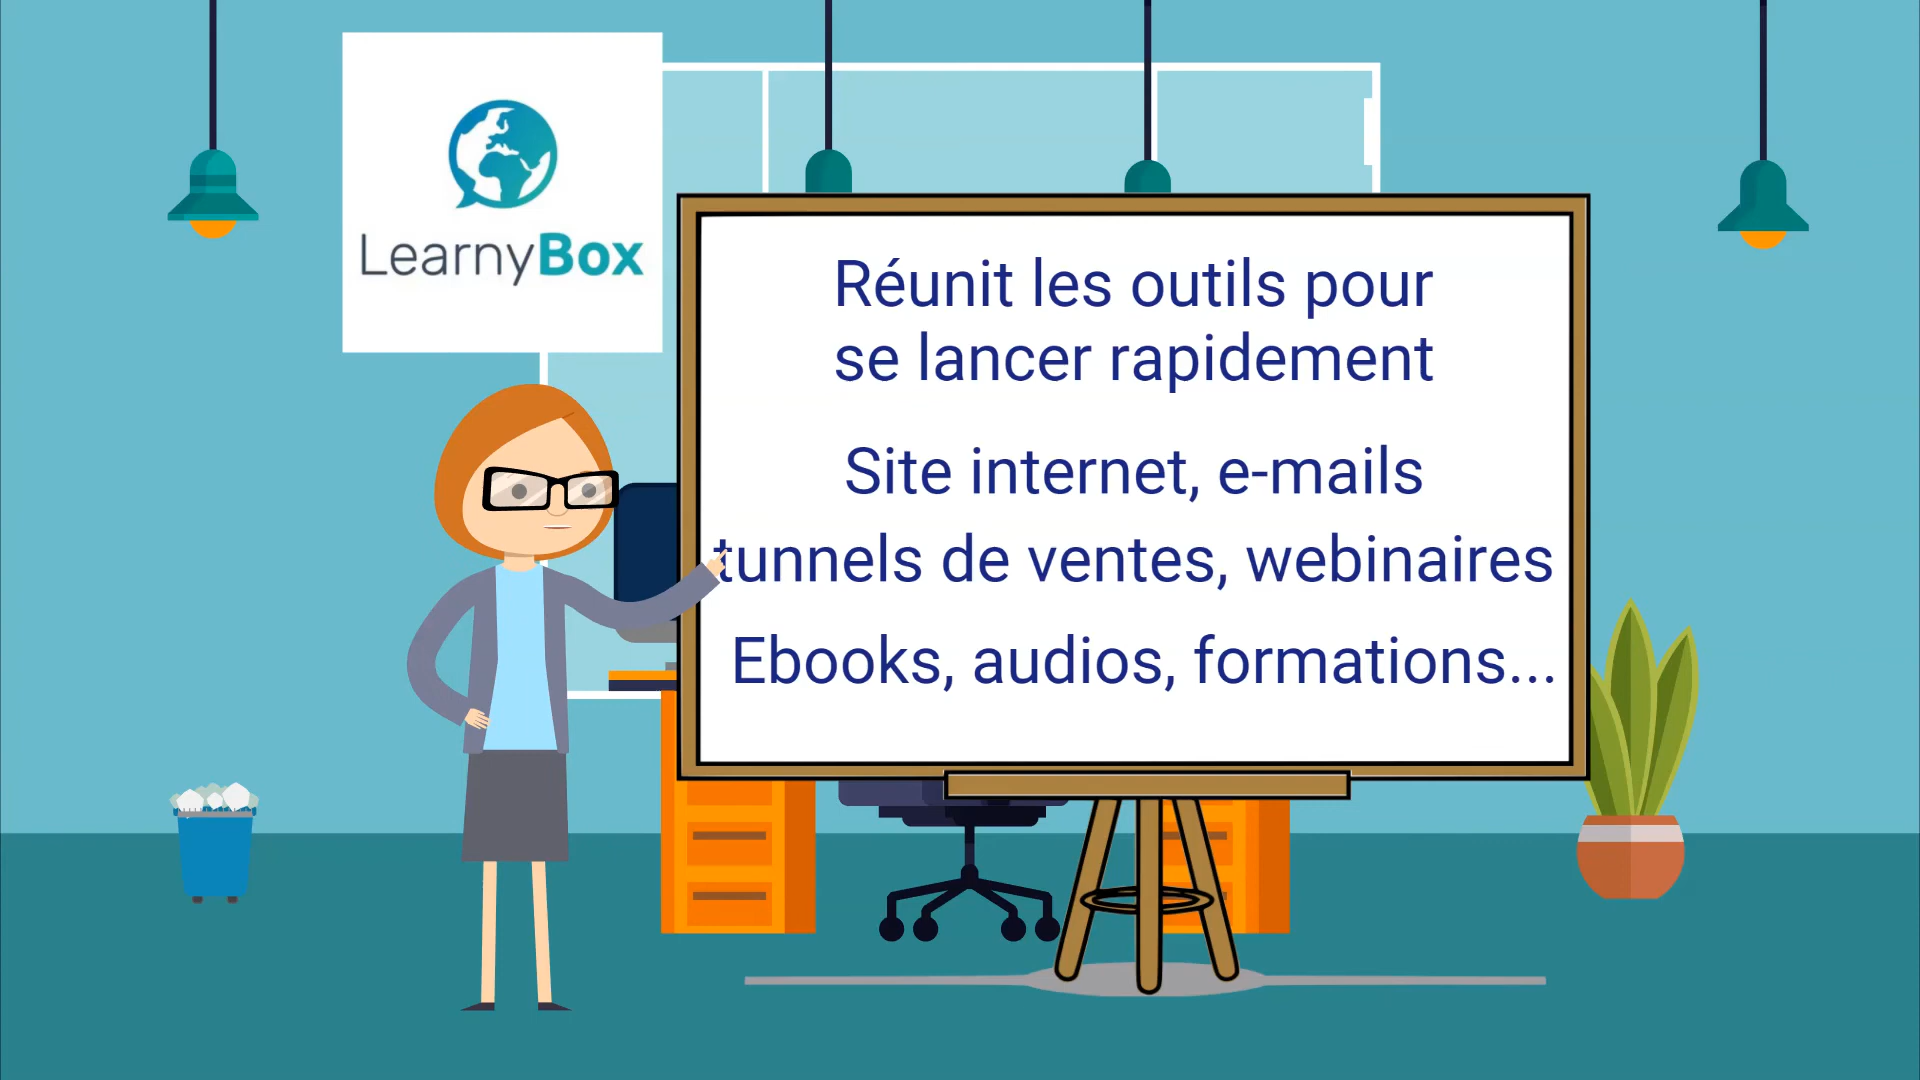 LearnyBox
Réunit les outils pour
se lancer rapidement
Site internet, e-mails
tunnels de ventes, webinaires
Ebooks, audios, formations...